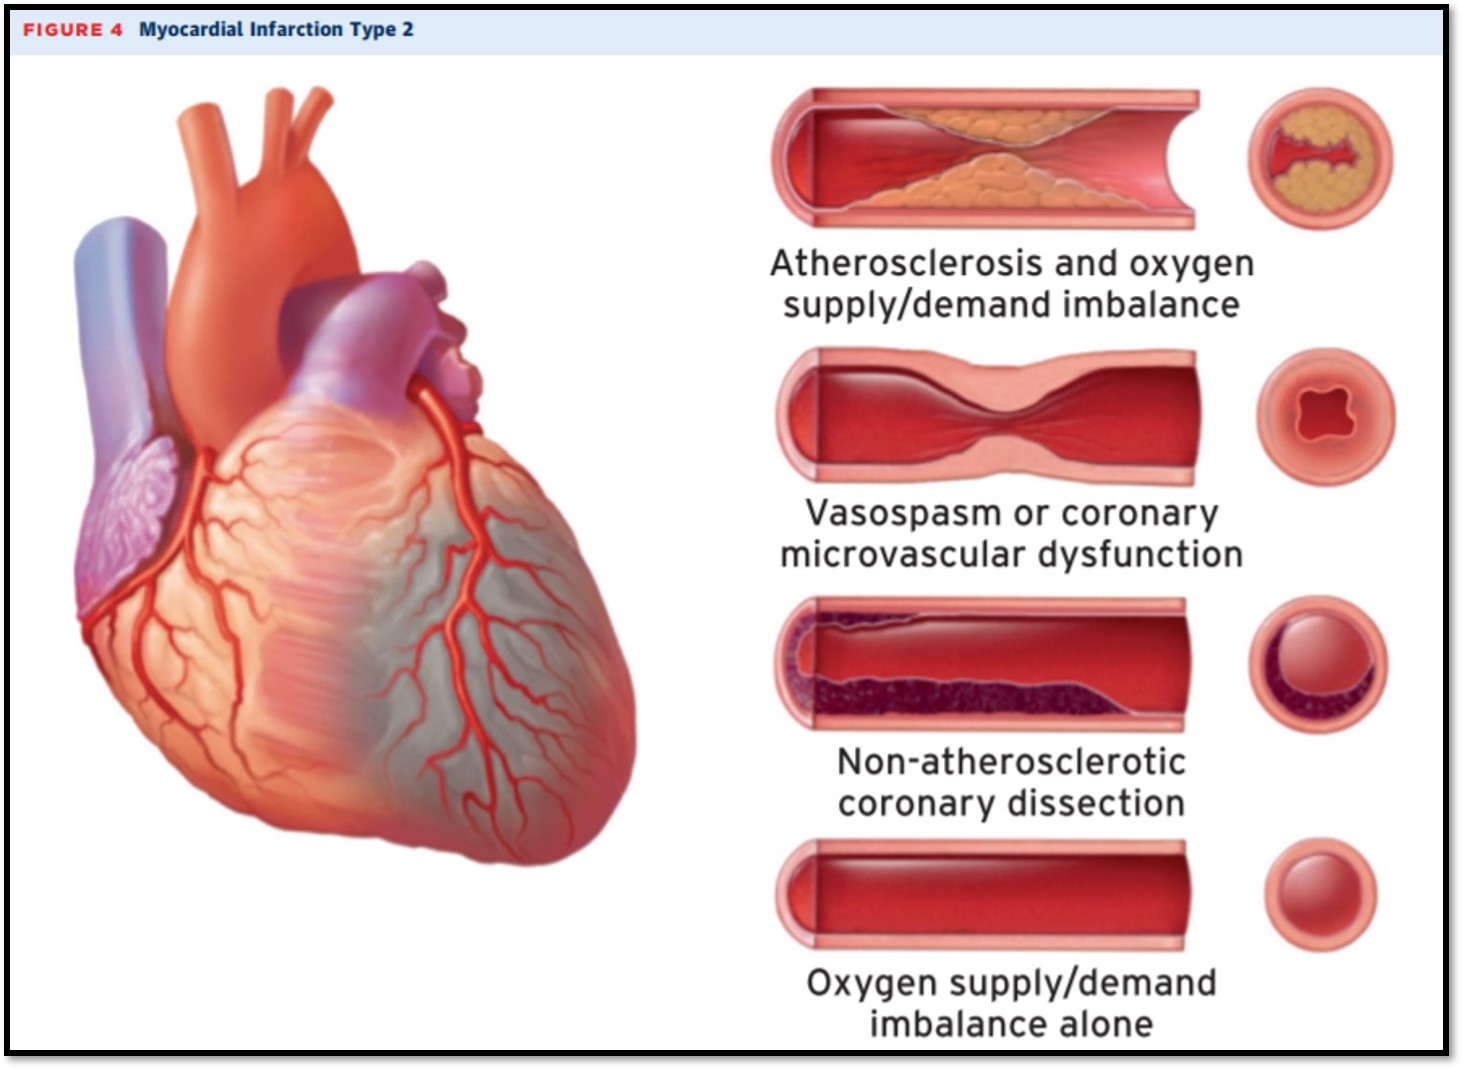 FIGURE 4 Myocardial Infarction Type 2
Atherosclerosis and oxygen
supply/demand imbalance
Vasospasm or coronary
microvascular dysfunction
Non-atherosclerotic
coronary dissection
Oxygen supply/demand
imbalance alone